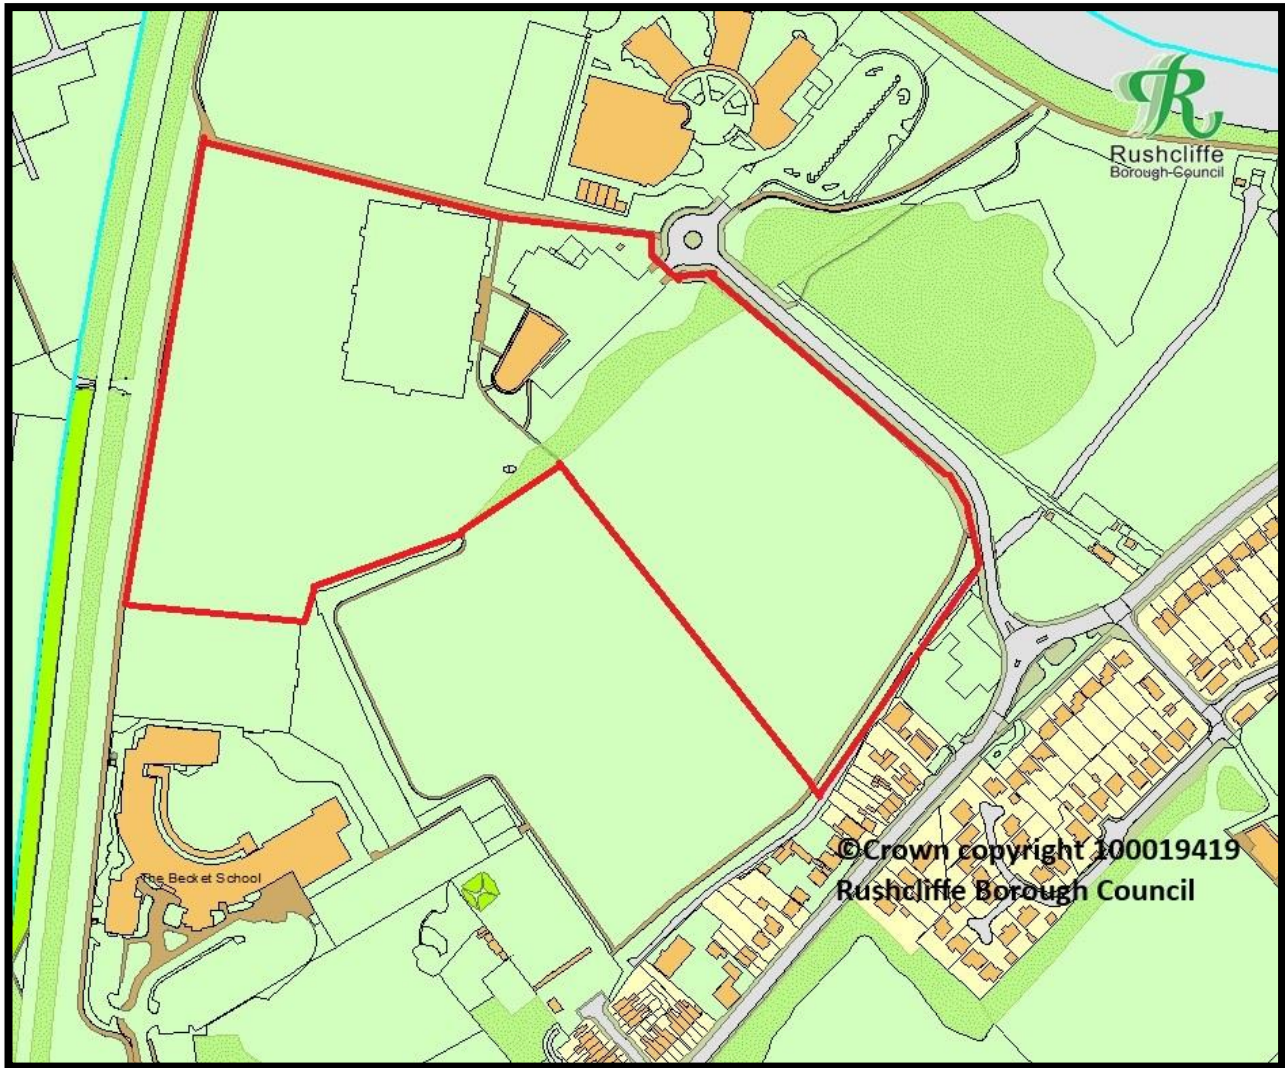 Rushcliffe
Borough Council
The Becket School
©Crown copyright 100019419
Rushcliffe Borough Council